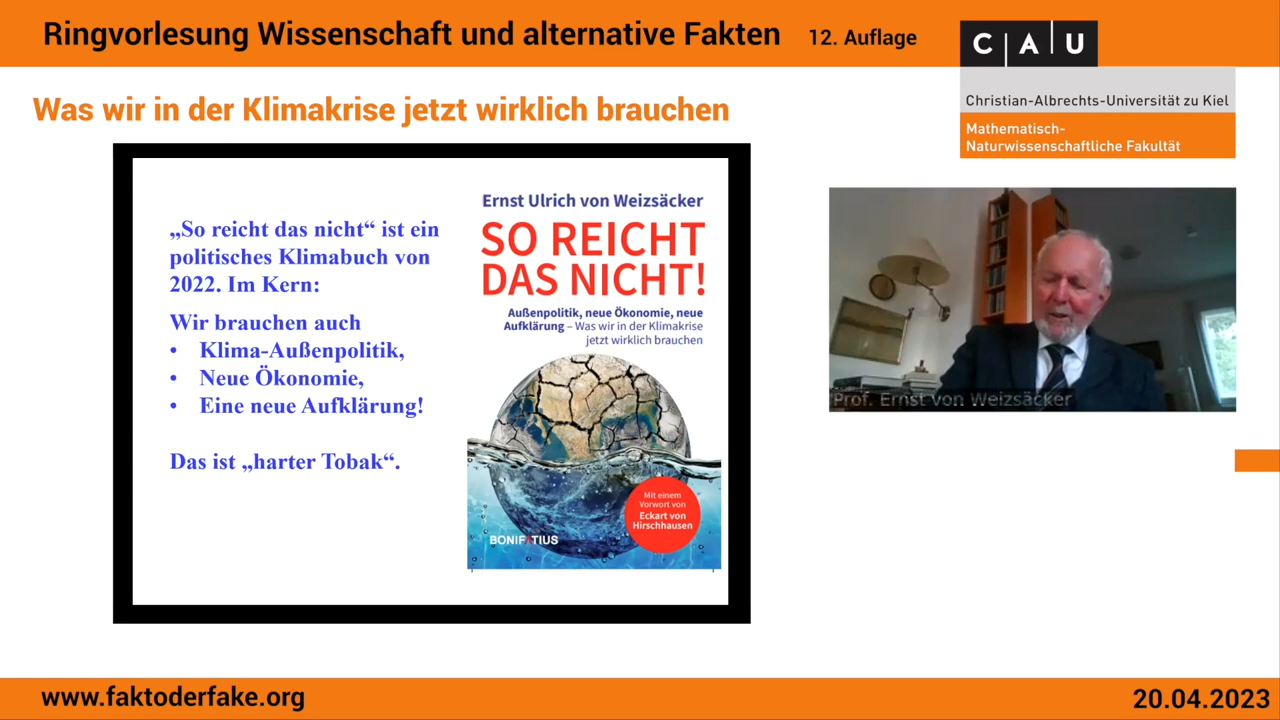 Ringvorlesung Wissenschaft und alternative Fakten 12. Auflage
CAU
Christian-Albrechts-Universität zu Kiel
Mathematisch-
Naturwissenschaftliche Fakultät
Was wir in der Klimakrise jetzt wirklich brauchen
„So reicht das nicht“ ist ein
politisches Klimabuch von
2022. Im Kern:
Wir brauchen auch
• Klima-Außenpolitik,
• Neue Ökonomie,
• Eine neue Aufklärung!
Das ist „harter Tobak“.
Ernst Ulrich von Weizsäcker
SO REICHT
DAS NICHT!
Außenpolitik, neue Ökonomie, neue
Aufklärung – Was wir in der Klimakrise
jetzt wirklich brauchen
Mit einem
Vorwort von
Eckart von
Hirschhausen
BONIFATIUS
Prof. Ernst von Weizsäcker
www.faktoderfake.org
20.04.2023